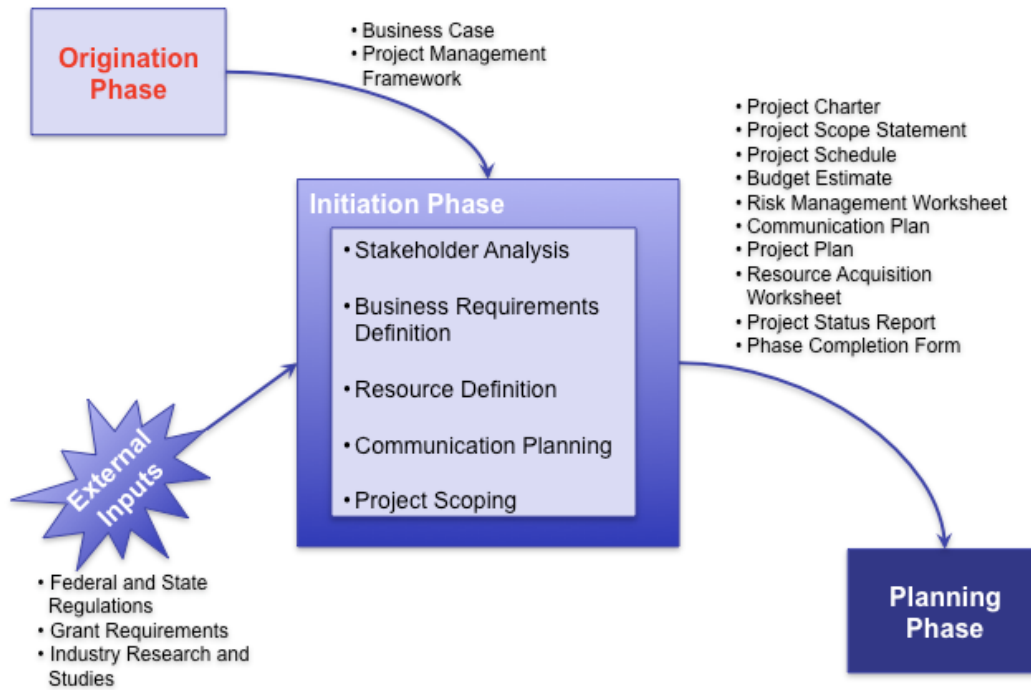 Origination
Phase
• Business Case
• Project Management
Framework
• Project Charter
• Project Scope Statement
• Project Schedule
• Budget Estimate
• Risk Management Worksheet
• Communication Plan
• Project Plan
• Resource Acquisition
Worksheet
• Project Status Report
• Phase Completion Form
Initiation Phase
• Stakeholder Analysis
• Business Requirements
Definition
• Resource Definition
• Communication Planning
• Project Scoping
External
Inputs
• Federal and State
Regulations
• Grant Requirements
• Industry Research and
Studies
Planning
Phase